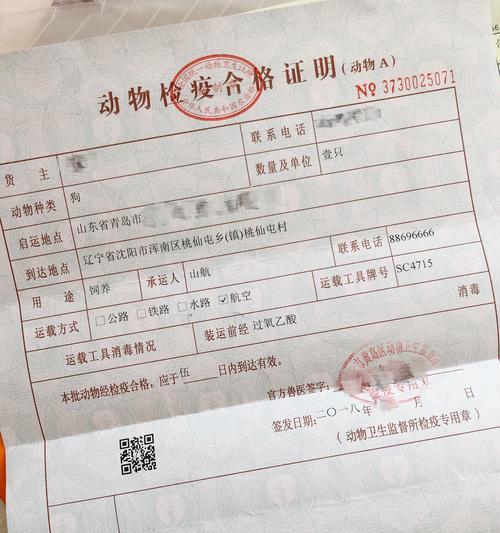 动物检疫合格证明(动物A)
№ 3730025071
货主
联系电话
动物种类 狗
数量及单位 壹只
启运地点 山东省青岛市
到达地点 辽宁省沈阳市浑南区桃仙屯乡(镇)桃仙屯村
用途 饲养 承运人 山航 联系电话 88696666
运载方式 □公路 □铁路 □水路 ☑航空 运载工具牌号 SC4715
运载工具消毒情况 装运前经 过氧乙酸 消毒
本批动物经检疫合格,应于伍日内到达有效。
官方兽医签字:
签发日期:二〇一八年 月 日
(动物卫生监督所检疫专用章)